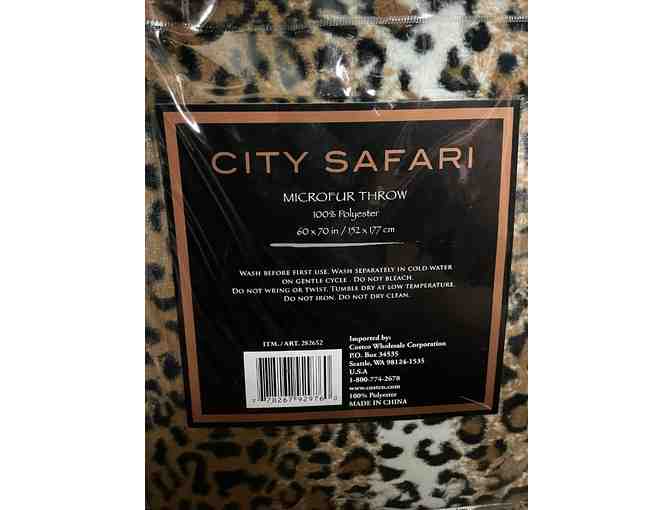 CITY SAFARI
MICROFUR THROW
100% Polyester
60 x 70 in / 152 x 177 cm
WASH BEFORE FIRST USE. WASH SEPARATELY IN COLD WATER
ON GENTLE CYCLE. DO NOT BLEACH.
DO NOT WRING OR TWIST. TUMBLE DRY AT LOW TEMPERATURE.
DO NOT IRON. DO NOT DRY CLEAN.
ITM./ART. 282652
Imported by:
Costco Wholesale Corporation
P.O. Box 34535
Seattle, WA 98124-1535
U.S.A
1-800-774-2678
www.costco.com
100% Polyester
MADE IN CHINA